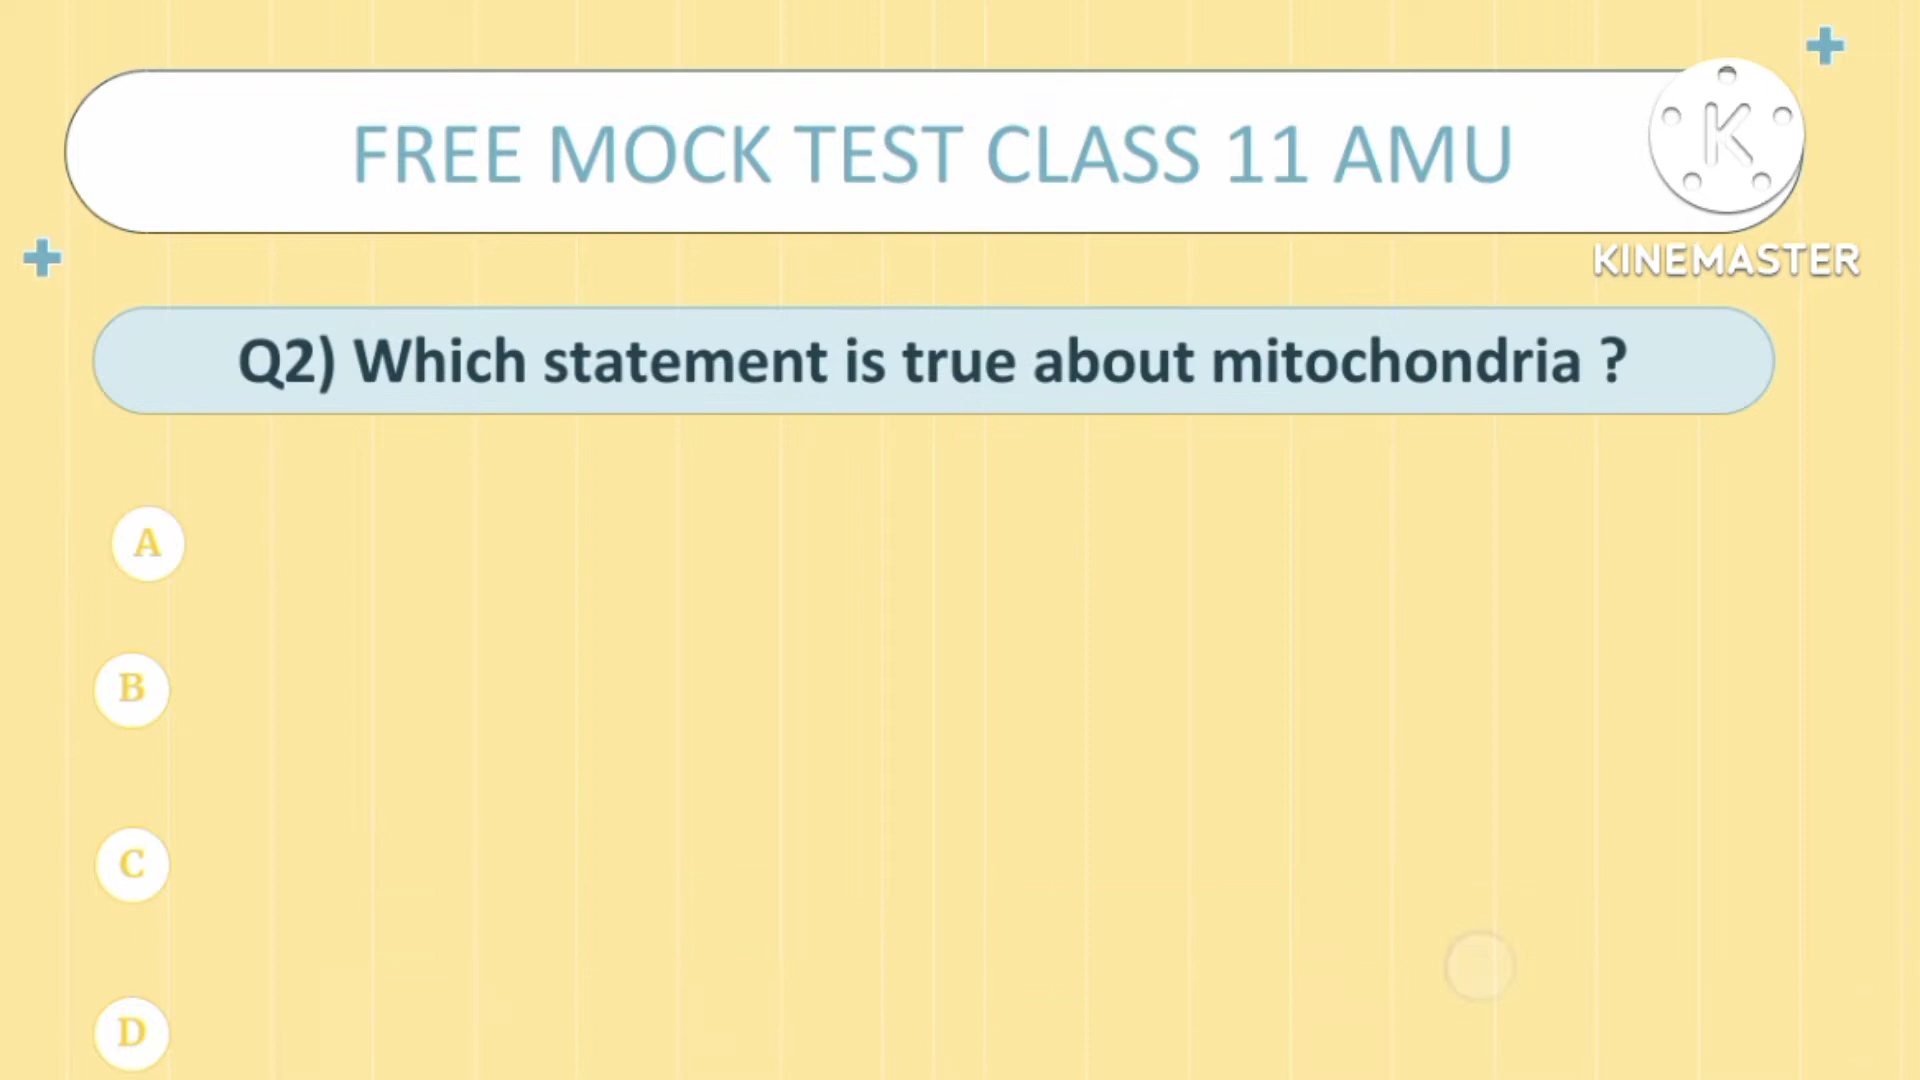 FREE MOCK TEST CLASS 11 AMU
K
KINEMASTER
Q2) Which statement is true about mitochondria ?
A
B
C
D